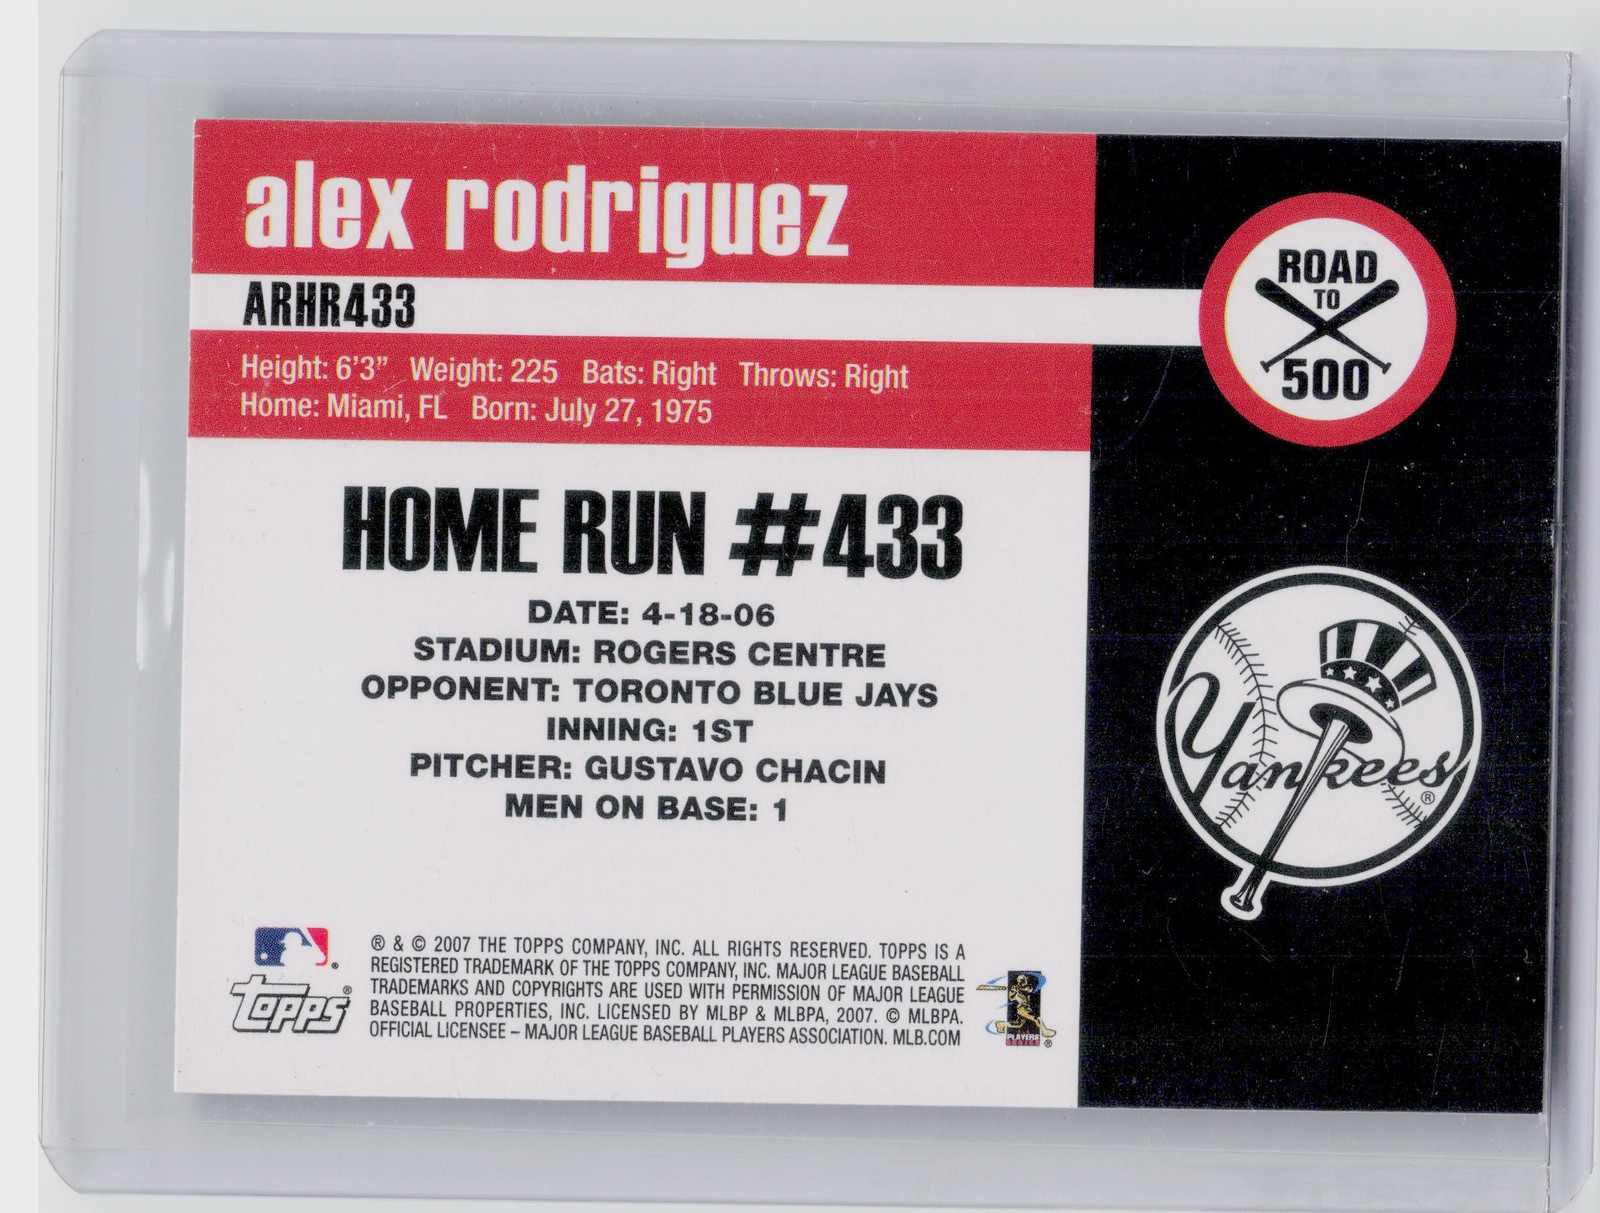 alex rodriguez
ARHR433
Height: 6'3” Weight: 225 Bats: Right Throws: Right
Home: Miami, FL Born: July 27, 1975
ROAD
TO
500
HOME RUN #433
DATE: 4-18-06
STADIUM: ROGERS CENTRE
OPPONENT: TORONTO BLUE JAYS
INNING: 1ST
PITCHER: GUSTAVO CHACIN
MEN ON BASE: 1
Yankees®
® & © 2007 THE TOPPS COMPANY, INC. ALL RIGHTS RESERVED. TOPPS IS A
REGISTERED TRADEMARK OF THE TOPPS COMPANY, INC. MAJOR LEAGUE BASEBALL
TRADEMARKS AND COPYRIGHTS ARE USED WITH PERMISSION OF MAJOR LEAGUE
BASEBALL PROPERTIES, INC. LICENSED BY MLBP & MLBPA, 2007. © MLBPA.
OFFICIAL LICENSEE – MAJOR LEAGUE BASEBALL PLAYERS ASSOCIATION. MLB.COM
topps®
PLAYERS
CHOICE®